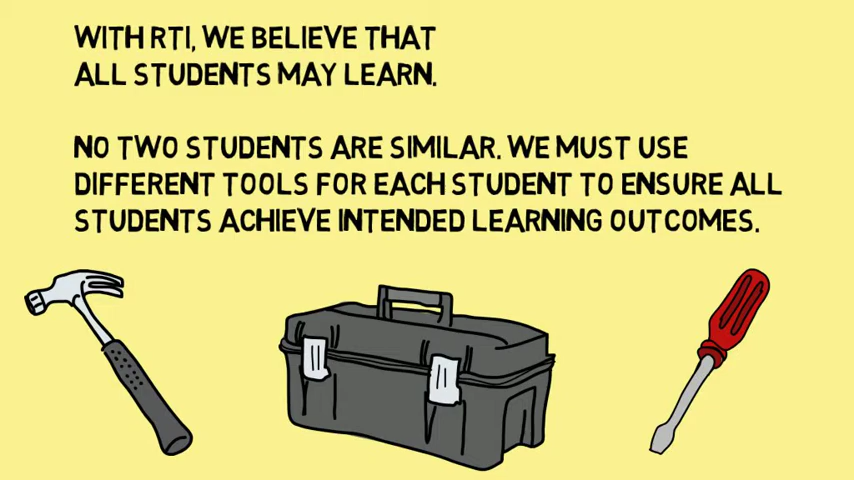 WITH RTI, WE BELIEVE THAT
ALL STUDENTS MAY LEARN.
NO TWO STUDENTS ARE SIMILAR. WE MUST USE
DIFFERENT TOOLS FOR EACH STUDENT TO ENSURE ALL
STUDENTS ACHIEVE INTENDED LEARNING OUTCOMES.